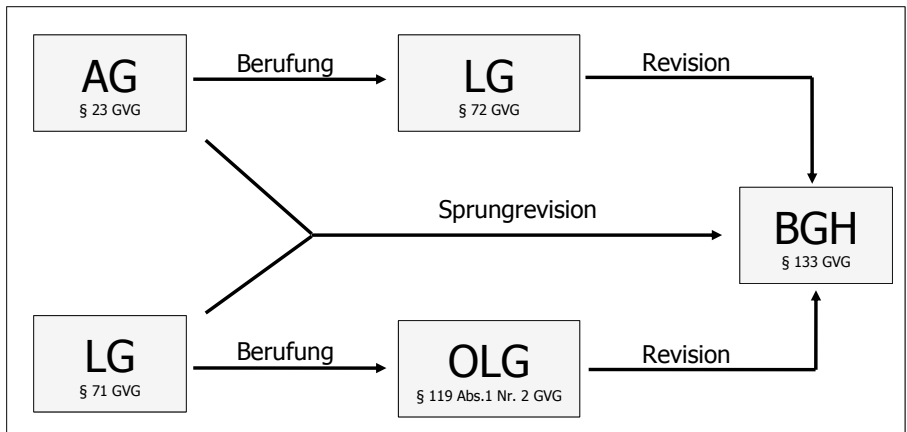 AG
§ 23 GVG
Berufung
LG
§ 72 GVG
Revision
Sprungrevision
BGH
§ 133 GVG
LG
§ 71 GVG
Berufung
OLG
§ 119 Abs.1 Nr. 2 GVG
Revision